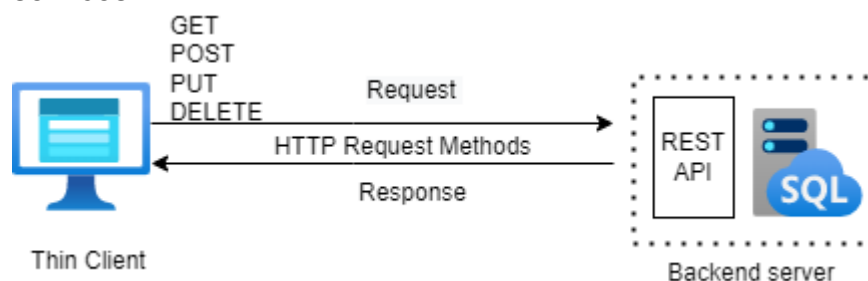 GET
POST
PUT
DELETE
Request
HTTP Request Methods
Response
REST
API
SQL
Thin Client
Backend server